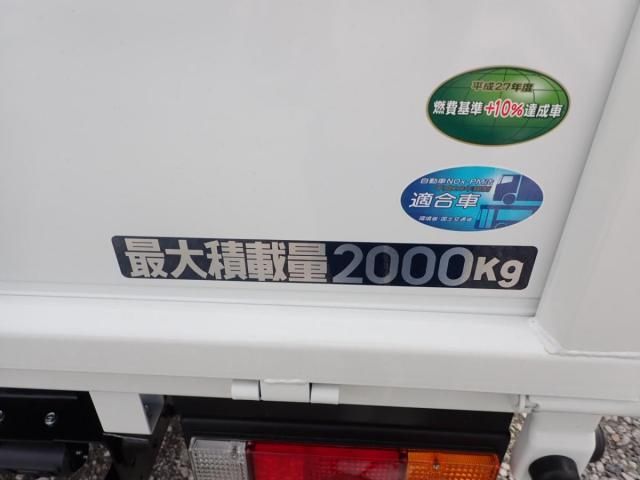 平成27年度
燃費基準+10%達成車
自動車NOx・PM法
適合車
環境省 国土交通省
最大積載量2000Kg